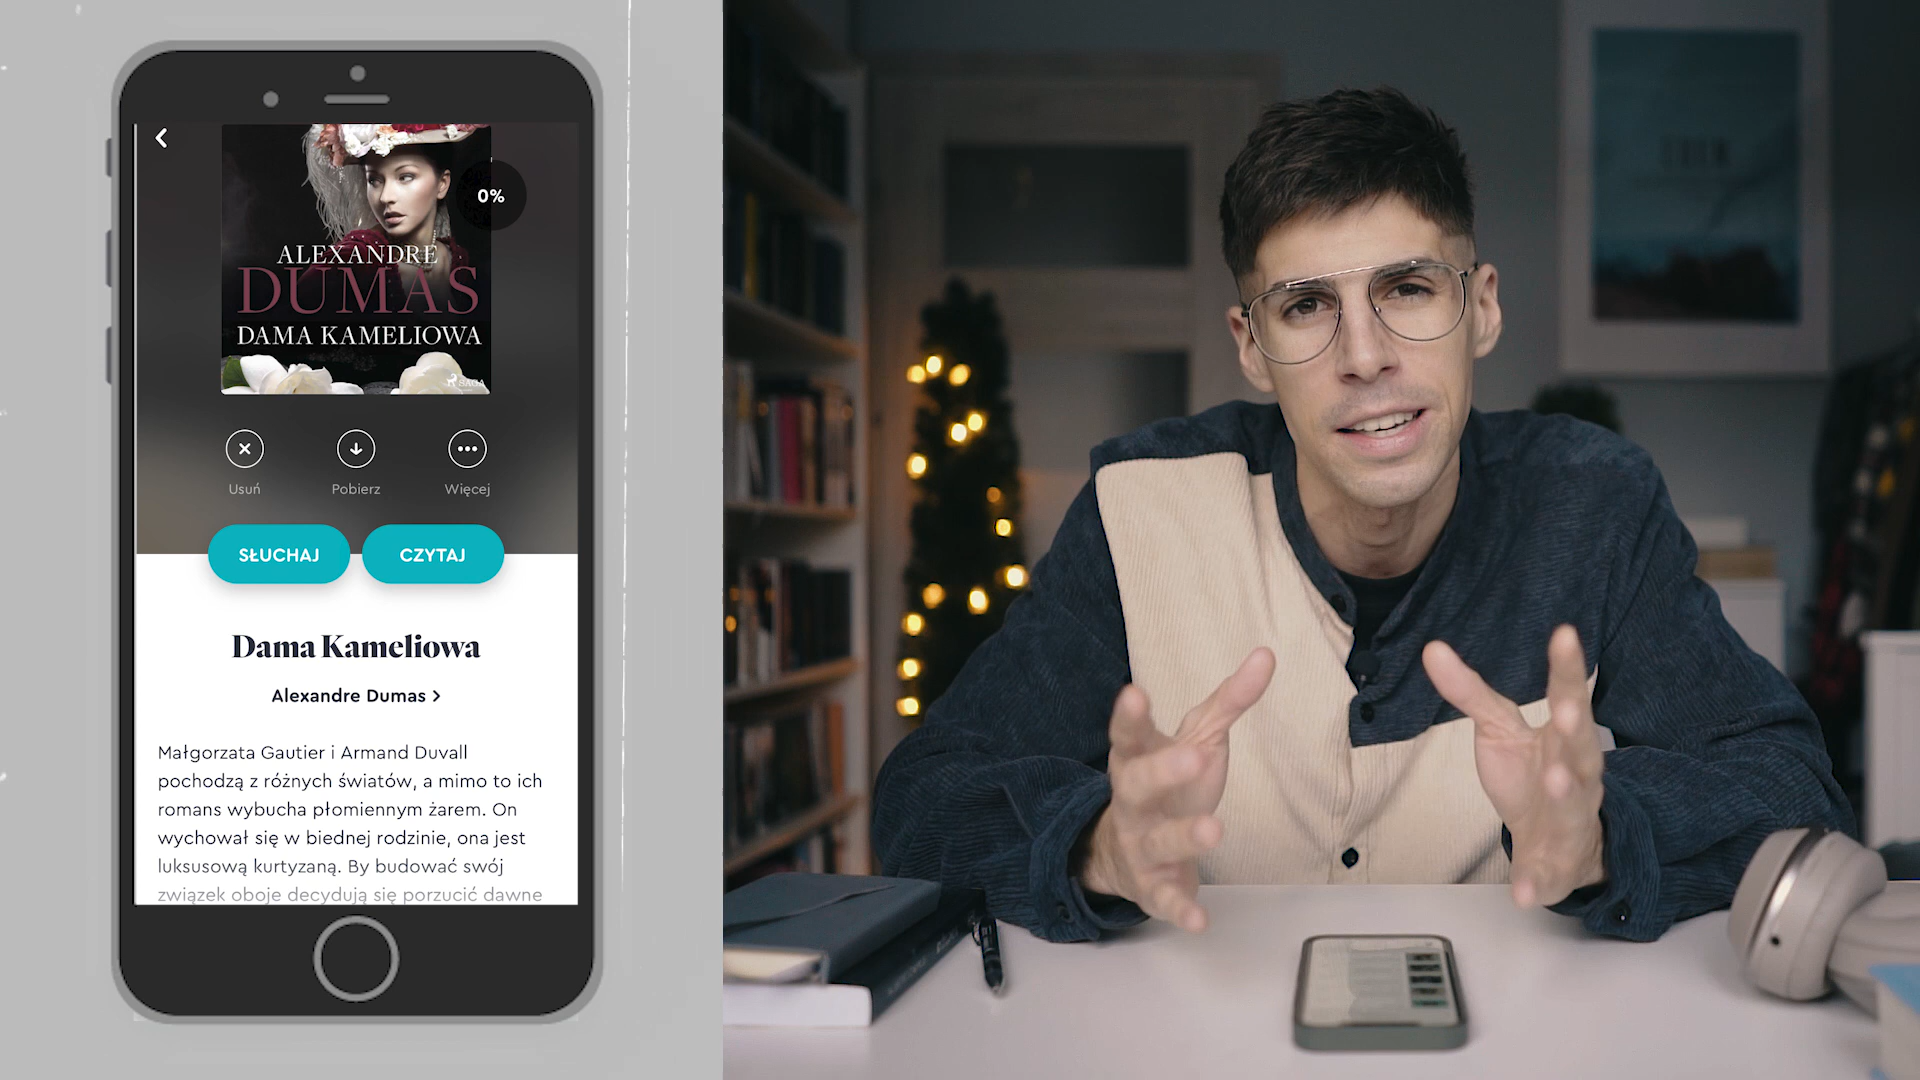 0%
ALEXANDRE
DUMAS
DAMA KAMELIOWA
SAGA
Usuń
Pobierz
Więcej
SŁUCHAJ
CZYTAJ
Dama Kameliowa
Alexandre Dumas
Małgorzata Gautier i Armand Duvall
pochodzą z różnych światów, a mimo to ich
romans wybucha płomiennym żarem. On
wychował się w biednej rodzinie, ona jest
luksusową kurtyzaną. By budować swój
związek oboje decydują się porzucić dawne